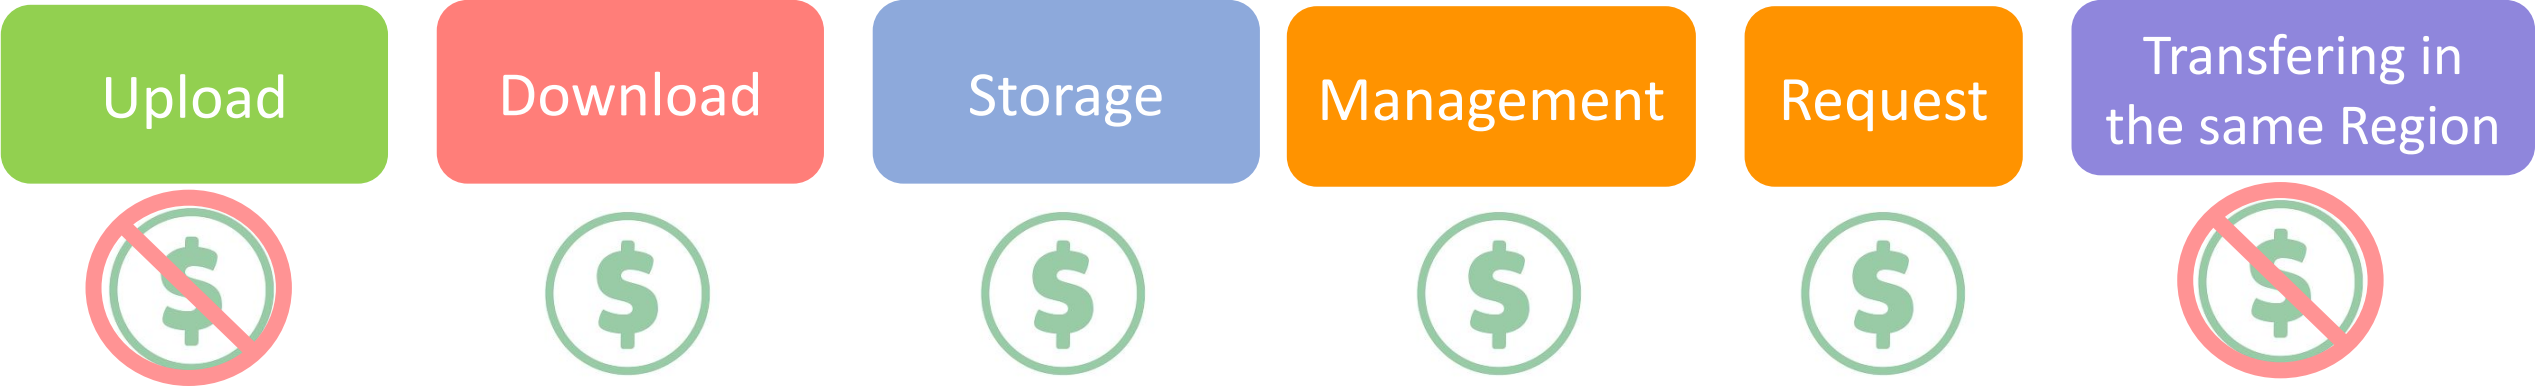 Upload
Download
Storage
Management
Request
Transfering in
the same Region
$
$
$
$
$
$